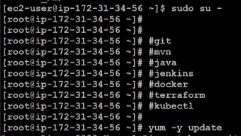 [ec2-user@ip-172-31-34-56 ~]$ sudo su -
[root@ip-172-31-34-56 ~]#
[root@ip-172-31-34-56 ~]#
[root@ip-172-31-34-56 ~]# #git
[root@ip-172-31-34-56 ~]# #mvn
[root@ip-172-31-34-56 ~]# #java
[root@ip-172-31-34-56 ~]# #jenkins
[root@ip-172-31-34-56 ~]# #docker
[root@ip-172-31-34-56 ~]# #terraform
[root@ip-172-31-34-56 ~]# #kubectl
[root@ip-172-31-34-56 ~]#
[root@ip-172-31-34-56 ~]# yum -y update